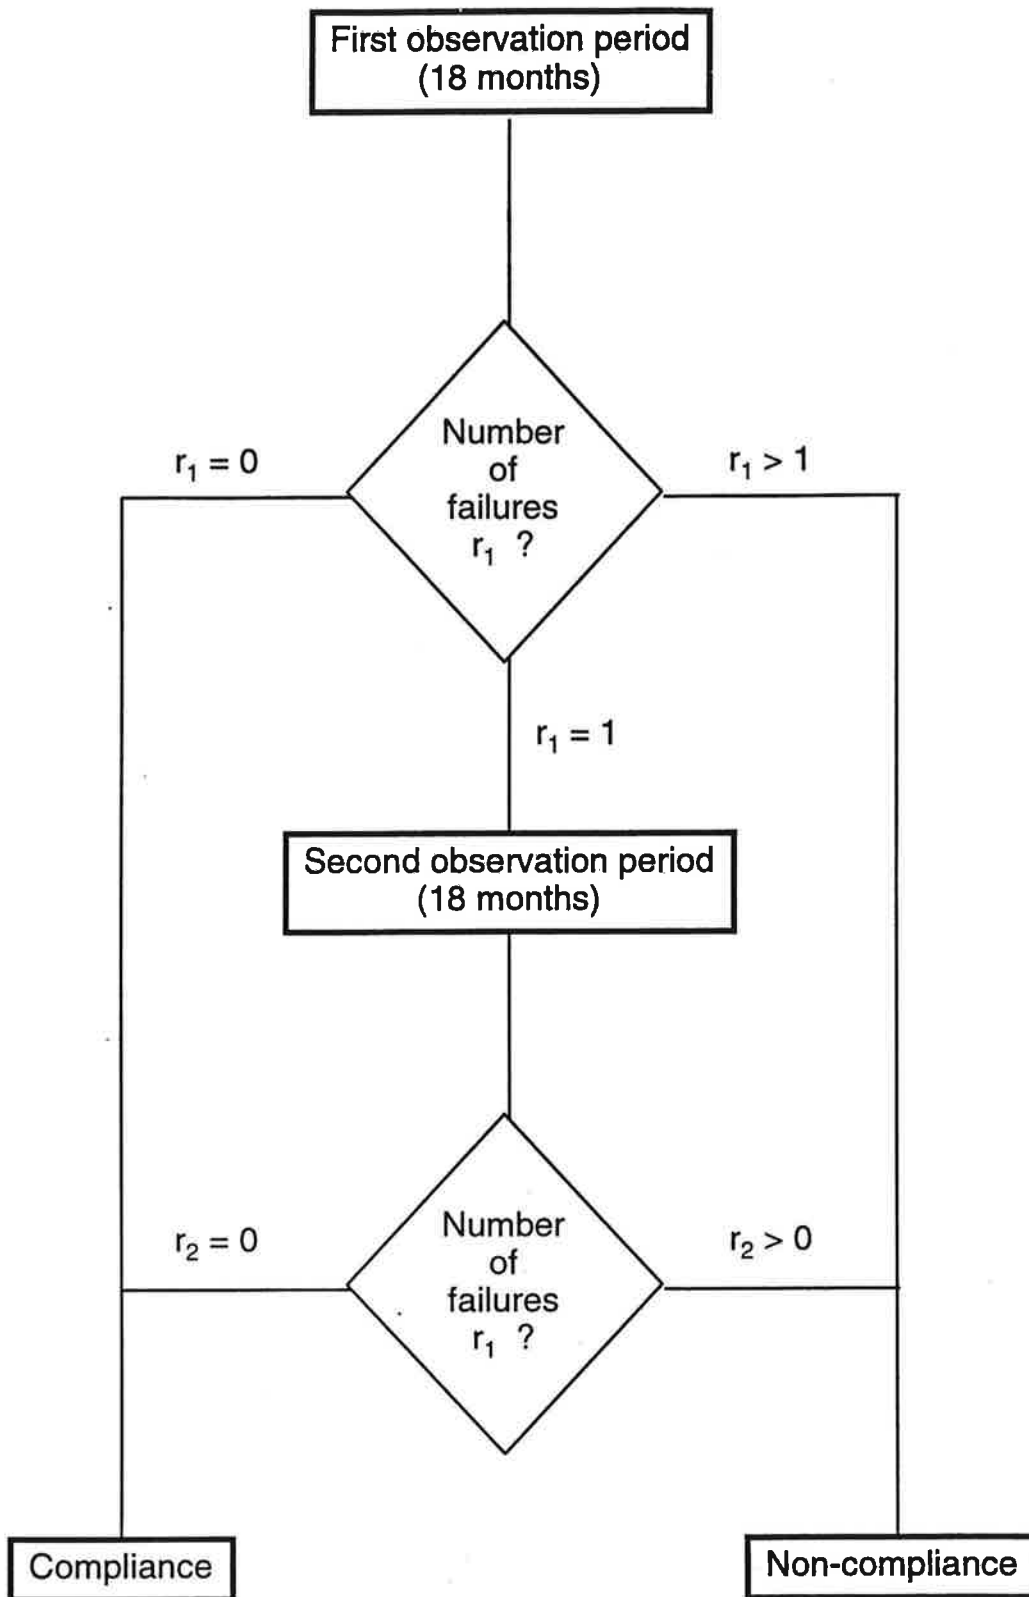 First observation period
(18 months)
Number
of
failures
r₁ ?
r₁ = 0
r₁ > 1
r₁ = 1
Second observation period
(18 months)
Number
of
failures
r₁ ?
r₂ = 0
r₂ > 0
Compliance
Non-compliance